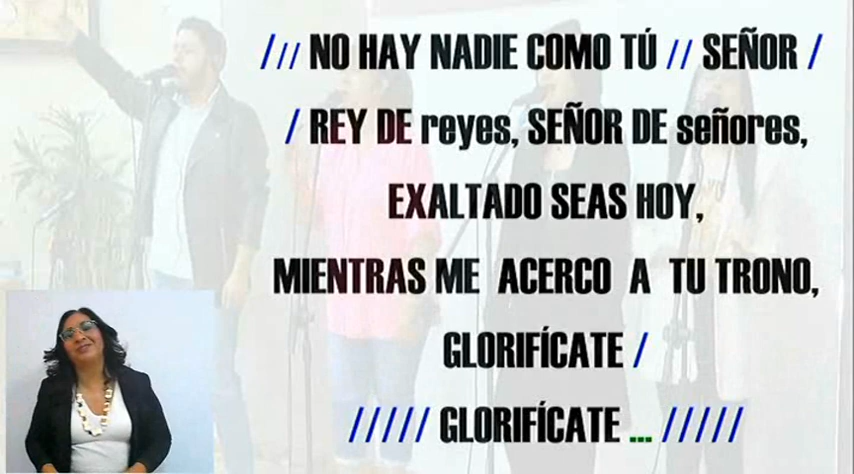 /// NO HAY NADIE COMO TÚ // SEÑOR /
/ REY DE reyes, SEÑOR DE señores,
EXALTADO SEAS HOY,
MIENTRAS ME ACERCO A TU TRONO,
GLORIFÍCATE /
///// GLORIFÍCATE ... /////